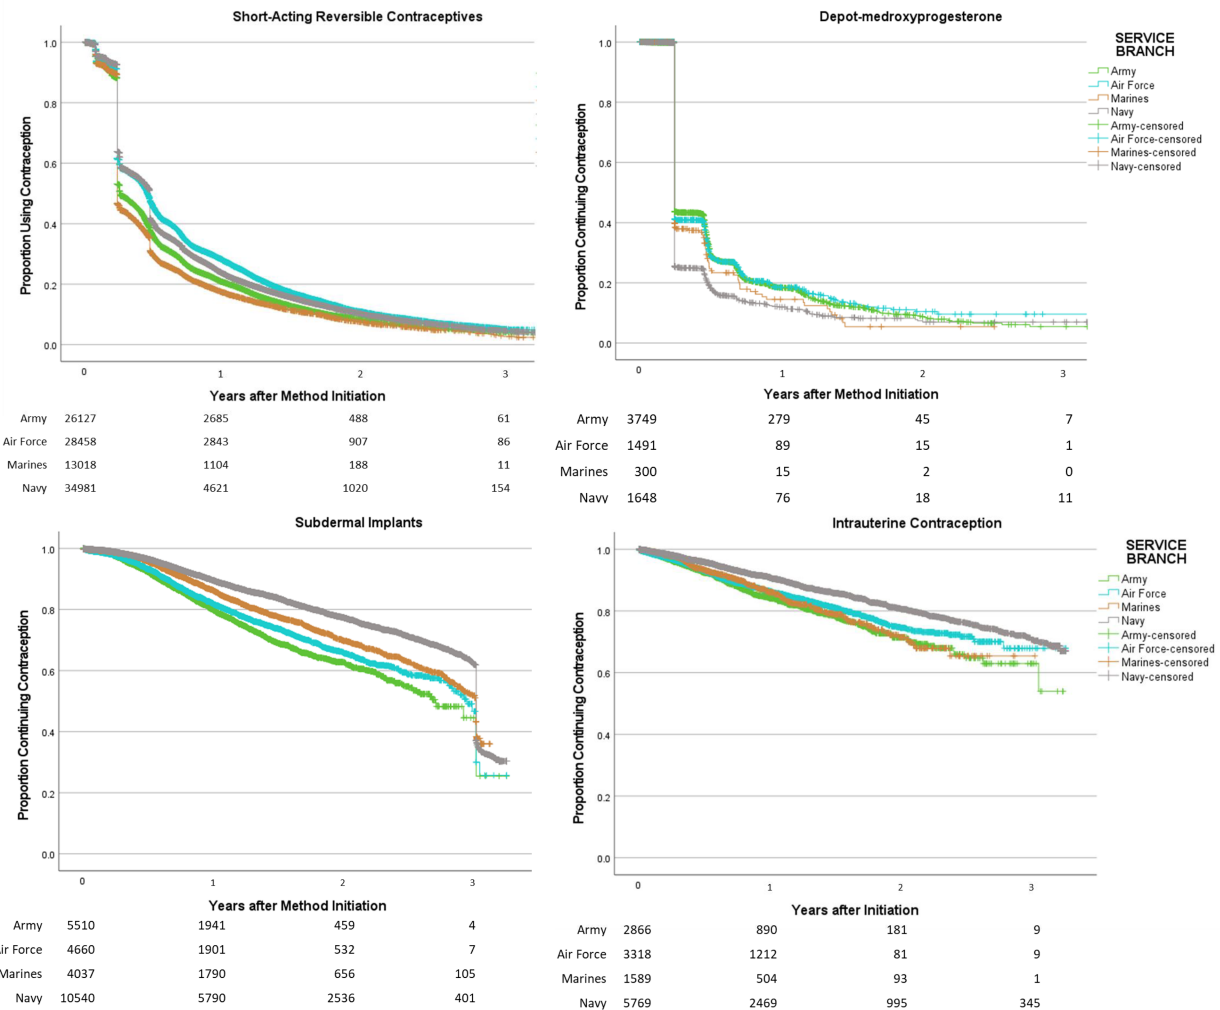 Short-Acting Reversible Contraceptives
Proportion Using Contraception
1.0
0.8
0.6
0.4
0.2
0.0
0 1 2 3
Years after Method Initiation
Army 26127 2685 488 61
Air Force 28458 2843 907 86
Marines 13018 1104 188 11
Navy 34981 4621 1020 154
Depot-medroxyprogesterone
Proportion Continuing Contraception
1.0
0.8
0.6
0.4
0.2
0.0
0 1 2 3
Years after Method Initiation
SERVICE
BRANCH
Army
Air Force
Marines
Navy
Army-censored
Air Force-censored
Marines-censored
Navy-censored
Army 3749 279 45 7
Air Force 1491 89 15 1
Marines 300 15 2 0
Navy 1648 76 18 11
Subdermal Implants
Proportion Continuing Contraception
1.0
0.8
0.6
0.4
0.2
0.0
0 1 2 3
Years after Method Initiation
Army 5510 1941 459 4
ir Force 4660 1901 532 7
Marines 4037 1790 656 105
Navy 10540 5790 2536 401
Intrauterine Contraception
Proportion Continuing Contraception
1.0
0.8
0.6
0.4
0.2
0.0
0 1 2 3
Years after Initiation
SERVICE
BRANCH
Army
Air Force
Marines
Navy
Army-censored
Air Force-censored
Marines-censored
Navy-censored
Army 2866 890 181 9
Air Force 3318 1212 81 9
Marines 1589 504 93 1
Navy 5769 2469 995 345